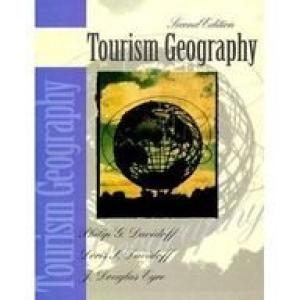 Second Edition
Tourism Geography
Tourism Geography
Philip G. Davidoff
Doris S. Davidoff
J. Douglas Eyre